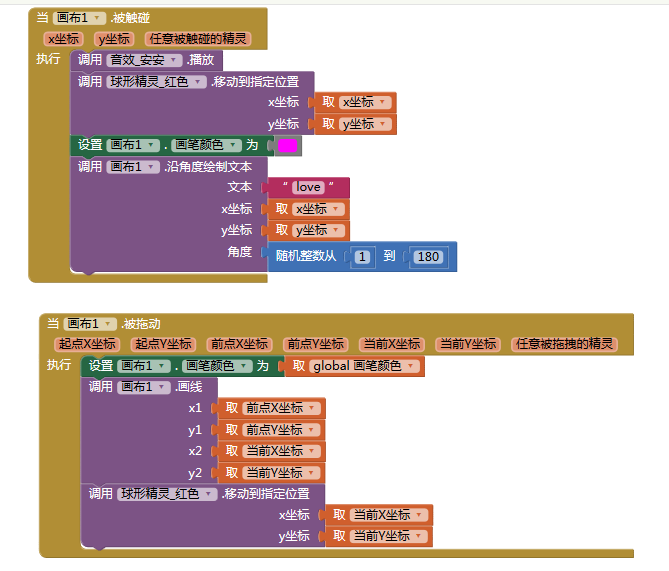 当 画布1 .被触碰
x坐标 y坐标 任意被触碰的精灵
执行 调用 音效_安安 .播放
调用 球形精灵_红色 .移动到指定位置
x坐标 取 x坐标
y坐标 取 y坐标
设置 画布1 . 画笔颜色 为
调用 画布1 .沿角度绘制文本
文本 “ love ”
x坐标 取 x坐标
y坐标 取 y坐标
角度 随机整数从 1 到 180
当 画布1 .被拖动
起点X坐标 起点Y坐标 前点X坐标 前点Y坐标 当前X坐标 当前Y坐标 任意被拖拽的精灵
执行 设置 画布1 . 画笔颜色 为 取 global 画笔颜色
调用 画布1 .画线
x1 取 前点X坐标
y1 取 前点Y坐标
x2 取 当前X坐标
y2 取 当前Y坐标
调用 球形精灵_红色 .移动到指定位置
x坐标 取 当前X坐标
y坐标 取 当前Y坐标